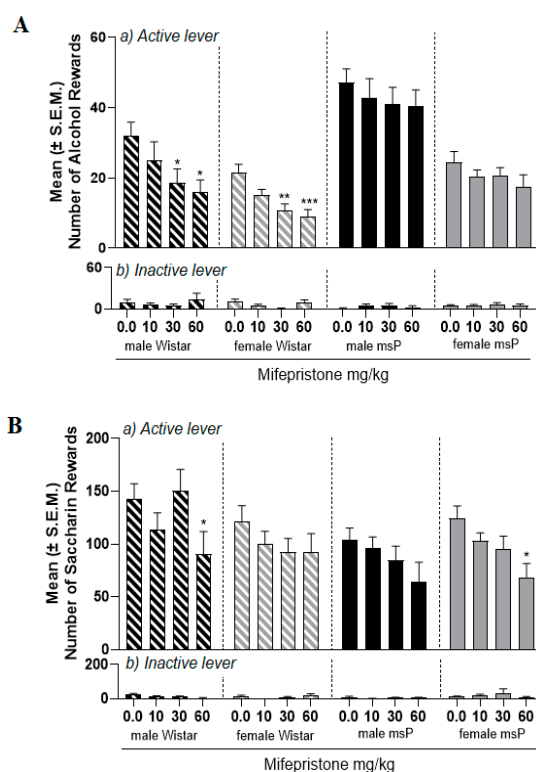 A
a) Active lever
Mean (± S.E.M.)
Number of Alcohol Rewards
60
40
20
0
* * ** ***
b) Inactive lever
60
0
0.0 10 30 60 0.0 10 30 60 0.0 10 30 60 0.0 10 30 60
male Wistar female Wistar male msP female msP
Mifepristone mg/kg
B
a) Active lever
Mean (± S.E.M.)
Number of Saccharin Rewards
200
150
100
50
0
* *
b) Inactive lever
200
0
0.0 10 30 60 0.0 10 30 60 0.0 10 30 60 0.0 10 30 60
male Wistar female Wistar male msP female msP
Mifepristone mg/kg